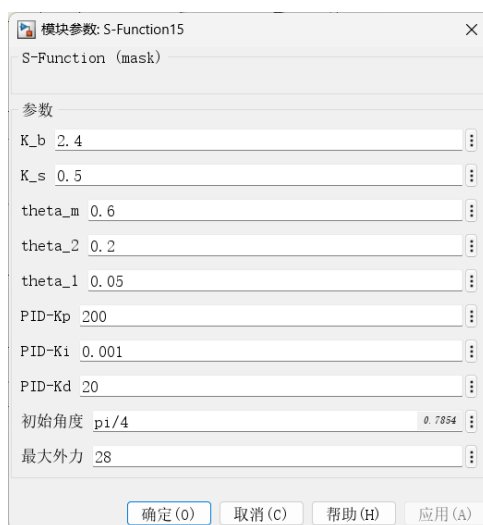 模块参数: S-Function15
S-Function (mask)
参数
K_b 2.4
K_s 0.5
theta_m 0.6
theta_2 0.2
theta_1 0.05
PID-Kp 200
PID-Ki 0.001
PID-Kd 20
初始角度 pi/4 0.7854
最大外力 28
确定(O) 取消(C) 帮助(H) 应用(A)